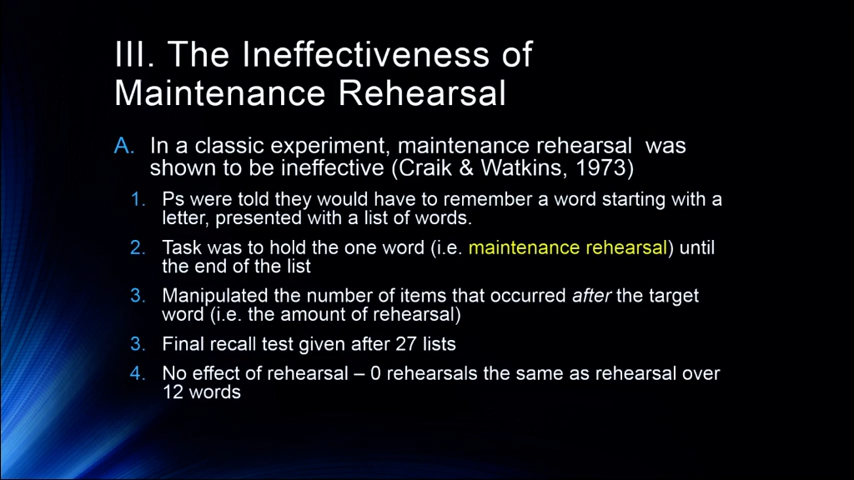 III. The Ineffectiveness of
Maintenance Rehearsal
A. In a classic experiment, maintenance rehearsal was
shown to be ineffective (Craik & Watkins, 1973)
1. Ps were told they would have to remember a word starting with a
letter, presented with a list of words.
2. Task was to hold the one word (i.e. maintenance rehearsal) until
the end of the list
3. Manipulated the number of items that occurred after the target
word (i.e. the amount of rehearsal)
3. Final recall test given after 27 lists
4. No effect of rehearsal – 0 rehearsals the same as rehearsal over
12 words